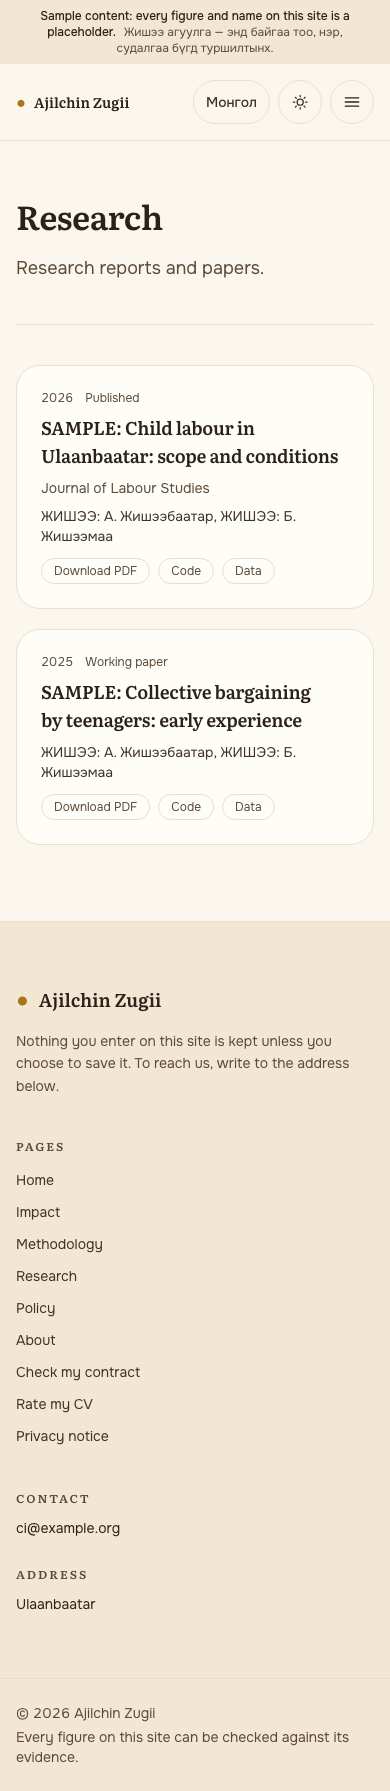 Sample content: every figure and name on this site is a
placeholder. Жишээ агуулга — энд байгаа тоо, нэр,
судалгаа бүгд туршилтынх.
Ajilchin Zugii
Монгол
Research
Research reports and papers.
2026 Published
SAMPLE: Child labour in
Ulaanbaatar: scope and conditions
Journal of Labour Studies
ЖИШЭЭ: А. Жишээбаатар, ЖИШЭЭ: Б.
Жишээмаа
Download PDF Code Data
2025 Working paper
SAMPLE: Collective bargaining
by teenagers: early experience
ЖИШЭЭ: А. Жишээбаатар, ЖИШЭЭ: Б.
Жишээмаа
Download PDF Code Data
Ajilchin Zugii
Nothing you enter on this site is kept unless you
choose to save it. To reach us, write to the address
below.
PAGES
Home
Impact
Methodology
Research
Policy
About
Check my contract
Rate my CV
Privacy notice
CONTACT
ci@example.org
ADDRESS
Ulaanbaatar
© 2026 Ajilchin Zugii
Every figure on this site can be checked against its
evidence.